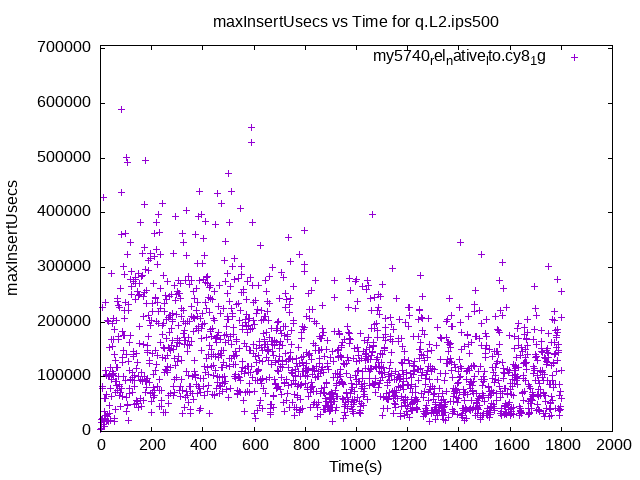 maxInsertUsecs vs Time for q.L2.ips500
my5740relnativelto.cy81g
700000
600000
500000
400000
300000
200000
100000
0
maxInsertUsecs
0 200 400 600 800 1000 1200 1400 1600 1800 2000
Time(s)